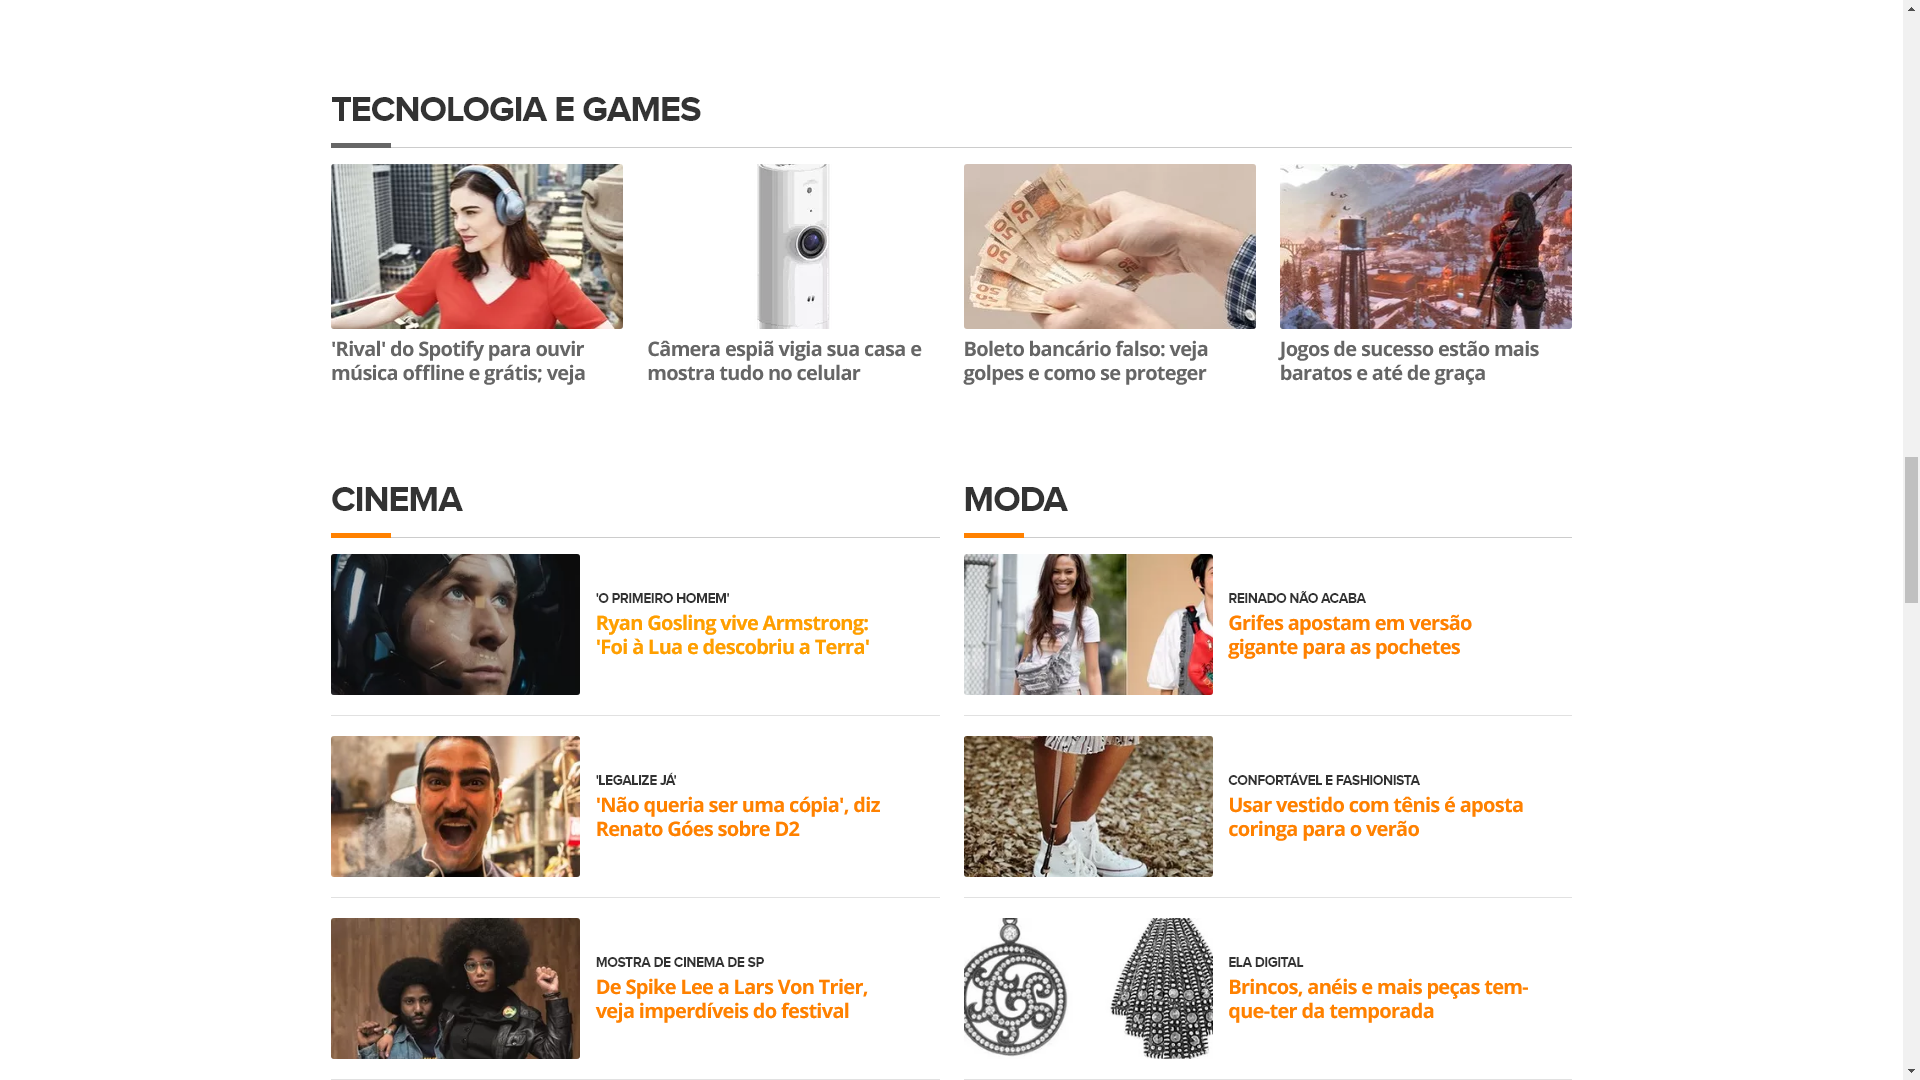 TECNOLOGIA E GAMES
'Rival' do Spotify para ouvir
música offline e grátis; veja
Câmera espiã vigia sua casa e
mostra tudo no celular
Boleto bancário falso: veja
golpes e como se proteger
Jogos de sucesso estão mais
baratos e até de graça
CINEMA
'O PRIMEIRO HOMEM'
Ryan Gosling vive Armstrong:
'Foi à Lua e descobriu a Terra'
'LEGALIZE JÁ'
'Não queria ser uma cópia', diz
Renato Góes sobre D2
MOSTRA DE CINEMA DE SP
De Spike Lee a Lars Von Trier,
veja imperdíveis do festival
MODA
REINADO NÃO ACABA
Grifes apostam em versão
gigante para as pochetes
CONFORTÁVEL E FASHIONISTA
Usar vestido com tênis é aposta
coringa para o verão
ELA DIGITAL
Brincos, anéis e mais peças tem-
que-ter da temporada